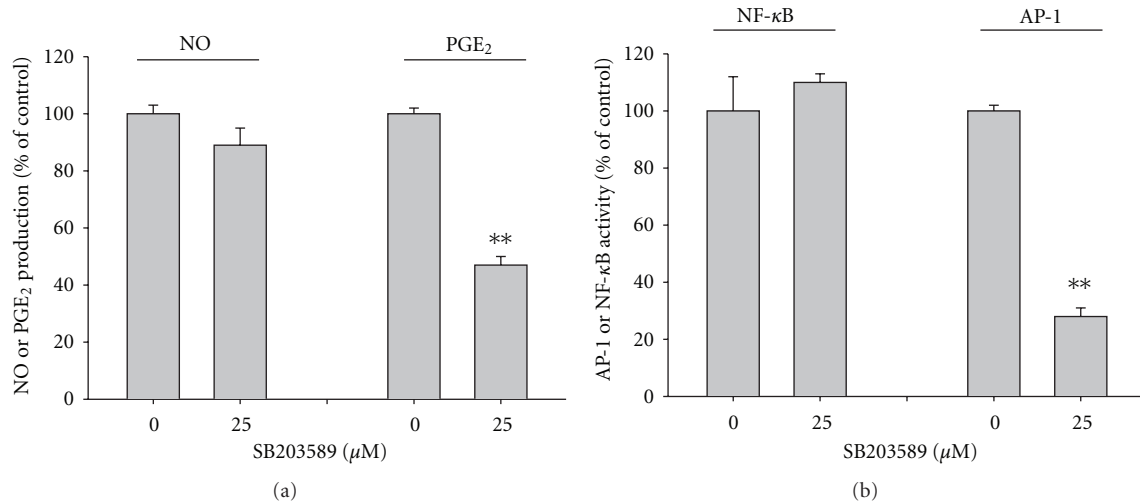 NO
PGE₂
120
100
80
60
40
20
0
NO or PGE₂ production (% of control)
**
0
25
0
25
SB203589 (μM)
(a)
NF-κB
AP-1
120
100
80
60
40
20
0
AP-1 or NF-κB activity (% of control)
**
0
25
0
25
SB203589 (μM)
(b)